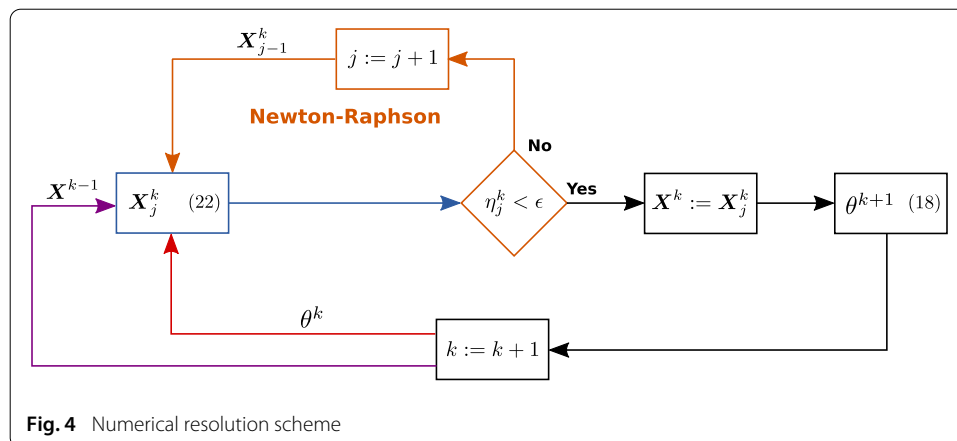 X^k_{j−1}
j := j + 1
Newton-Raphson
No
X^{k−1}
X^k_j (22)
η^k_j < ϵ
Yes
X^k := X^k_j
θ^{k+1} (18)
θ^k
k := k + 1
Fig. 4 Numerical resolution scheme